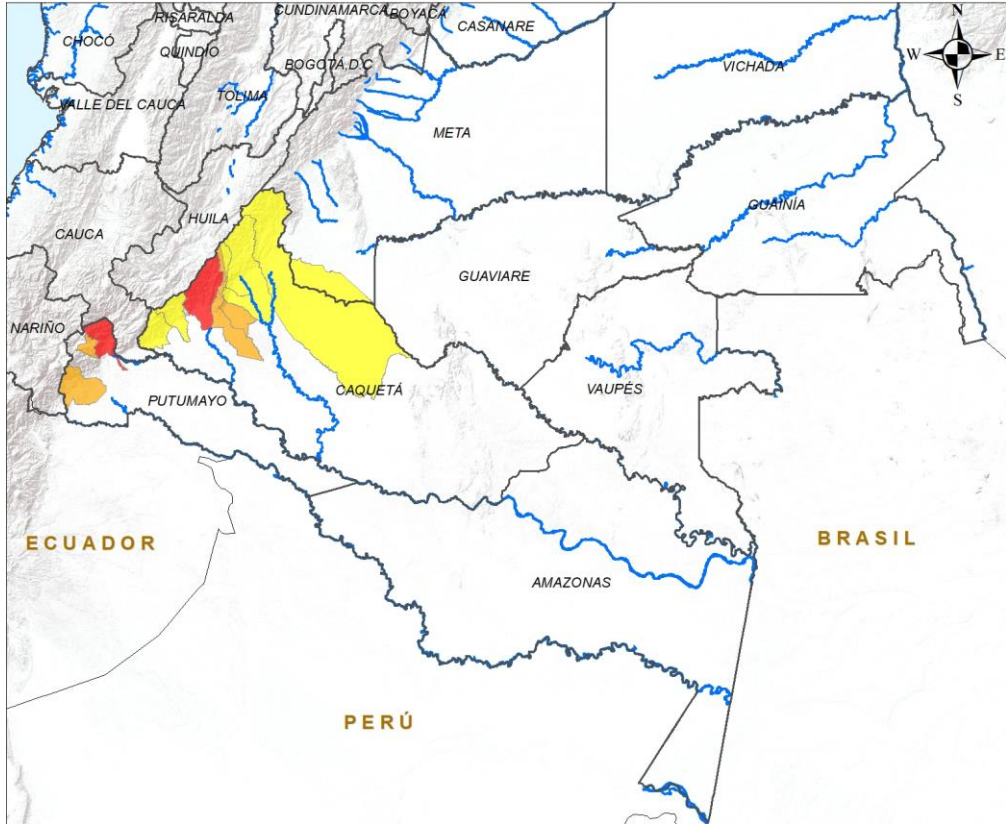 RISARALDA
CUNDINAMARCA
BOYACÁ
CASANARE
N
CHOCÓ
QUINDÍO
BOGOTÁ D.C
W
E
VICHADA
S
VALLE DEL CAUCA
TOLIMA
META
HUILA
GUAINÍA
CAUCA
GUAVIARE
NARIÑO
CAQUETÁ
VAUPÉS
PUTUMAYO
ECUADOR
BRASIL
AMAZONAS
PERÚ